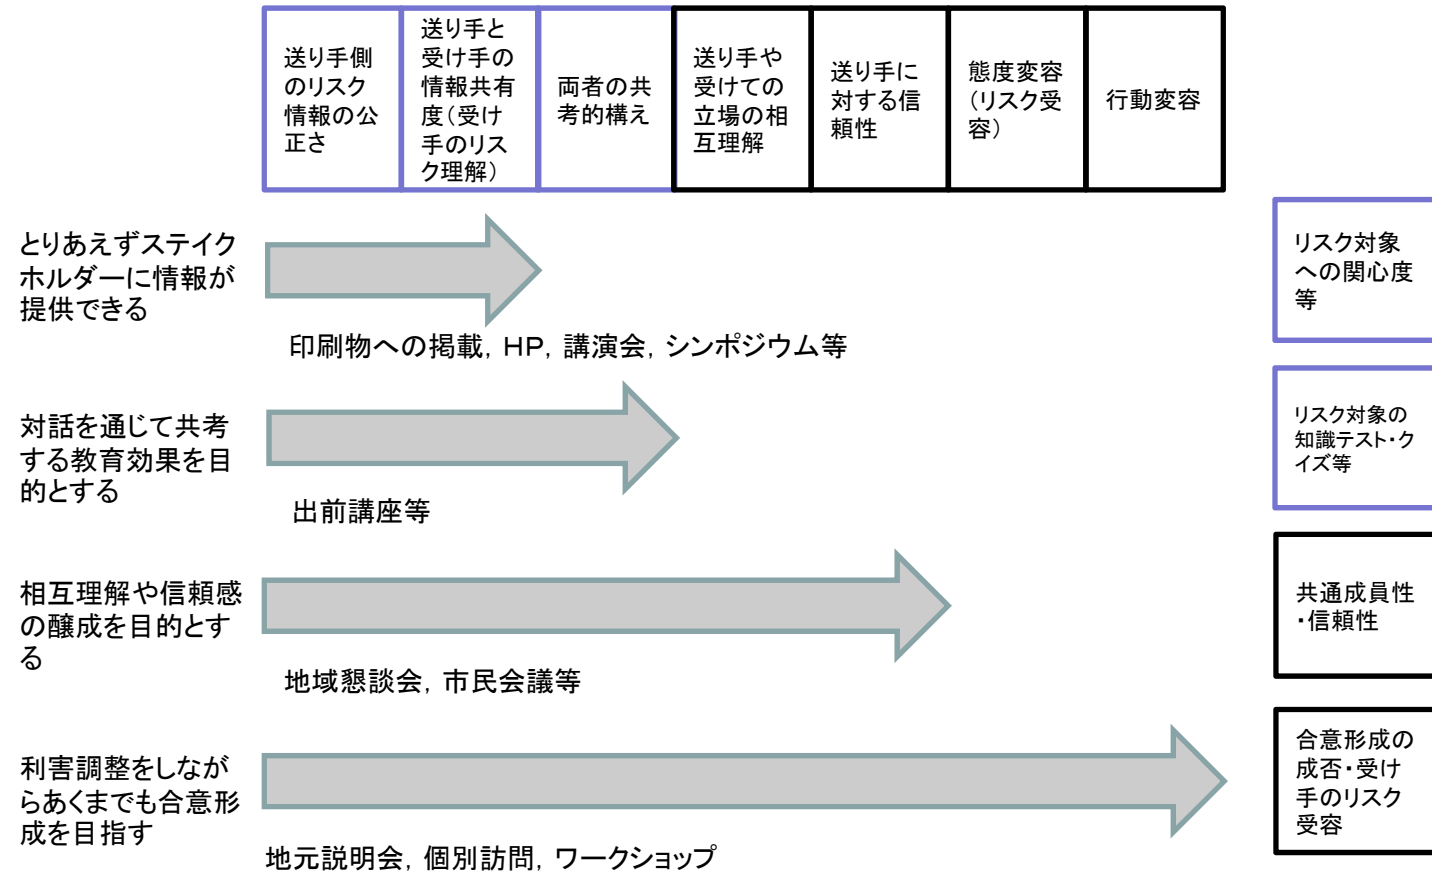 送り手側
のリスク
情報の公
正さ
送り手と
受け手の
情報共有
度(受け
手のリス
ク理解)
両者の共
考的構え
送り手や
受けての
立場の相
互理解
送り手に
対する信
頼性
態度変容
(リスク受
容)
行動変容
とりあえずステイク
ホルダーに情報が
提供できる
印刷物への掲載, HP, 講演会, シンポジウム等
リスク対象
への関心度
等
対話を通じて共考
する教育効果を目
的とする
出前講座等
リスク対象の
知識テスト・ク
イズ等
相互理解や信頼感
の醸成を目的とす
る
地域懇談会, 市民会議等
共通成員性
・信頼性
利害調整をしなが
らあくまでも合意形
成を目指す
地元説明会, 個別訪問, ワークショップ
合意形成の
成否・受け
手のリスク
受容